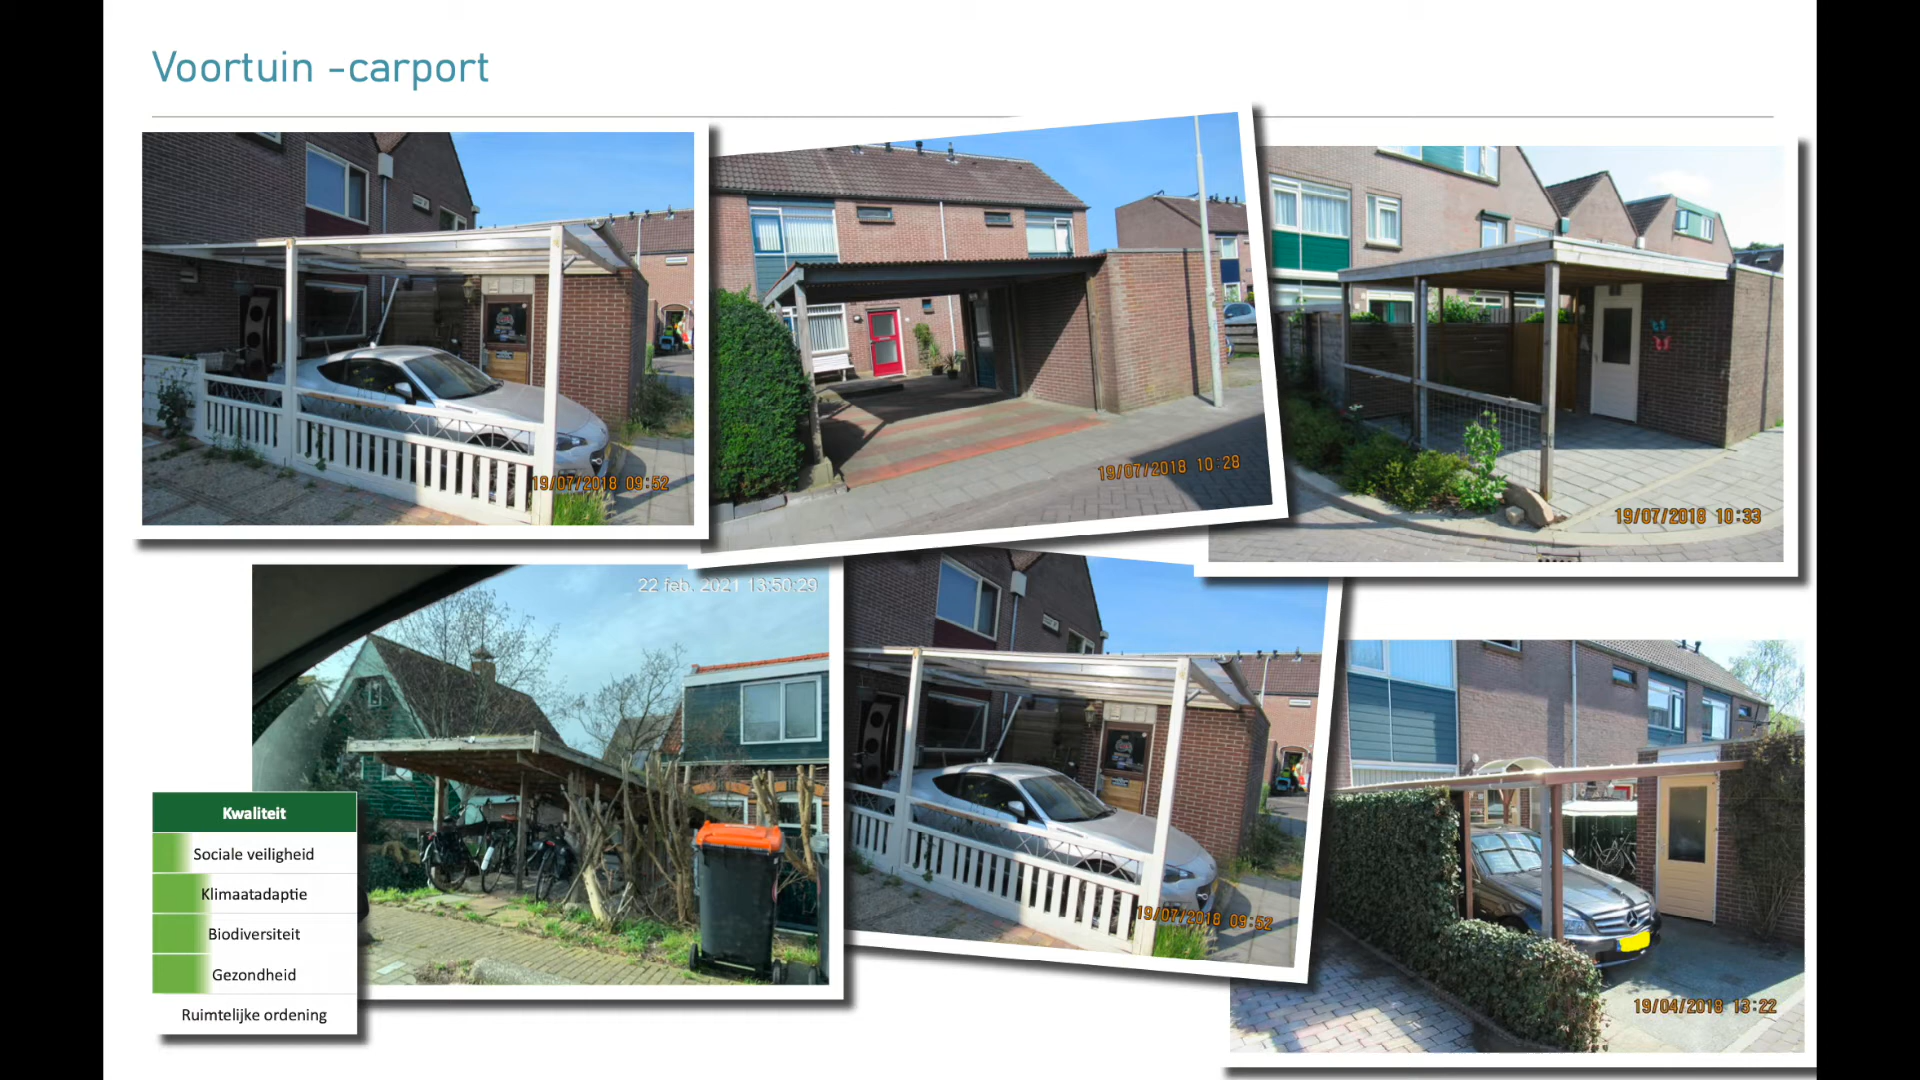 Voortuin -carport
19/07/2018 09:52
19/07/2018 10:28
19/07/2018 10:33
22 feb. 2021 13:50:29
19/07/2018 09:52
19/04/2018 13:22
Kwaliteit
Sociale veiligheid
Klimaatadaptie
Biodiversiteit
Gezondheid
Ruimtelijke ordening